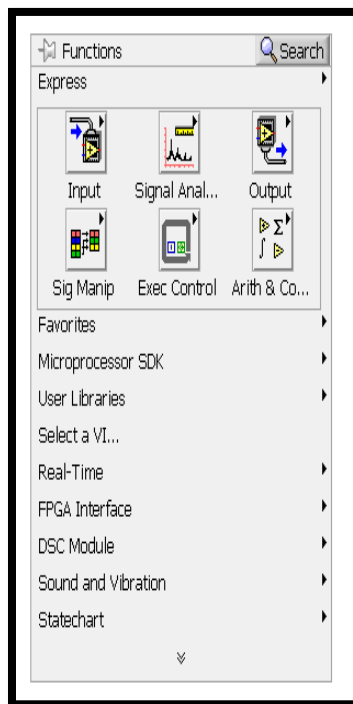 Functions Search
Express
Input Signal Anal... Output
Sig Manip Exec Control Arith & Co...
Favorites
Microprocessor SDK
User Libraries
Select a VI...
Real-Time
FPGA Interface
DSC Module
Sound and Vibration
Statechart